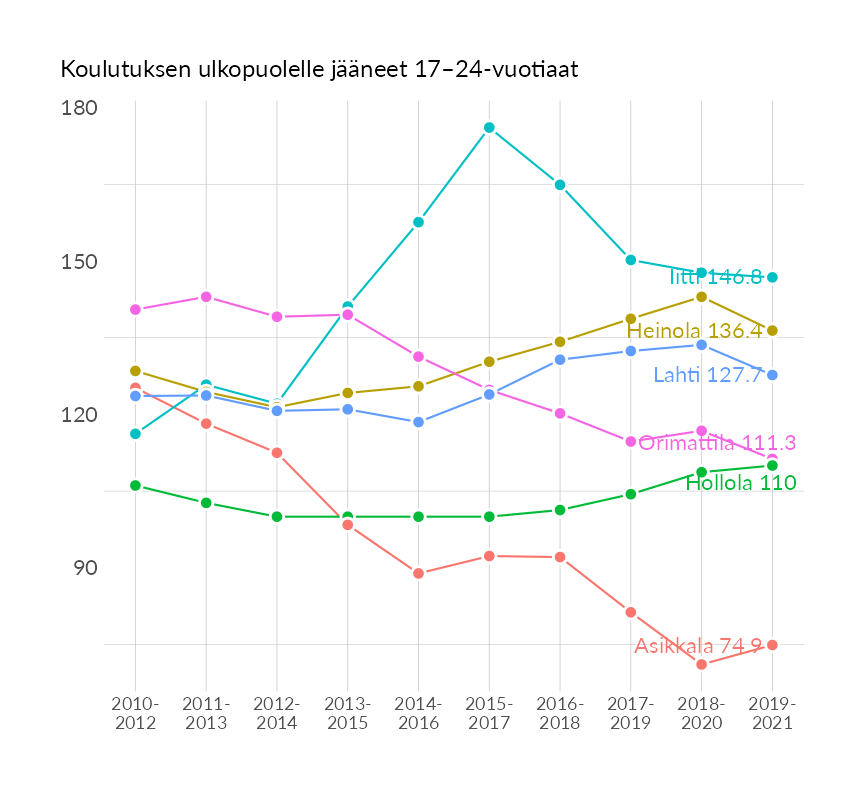 Koulutuksen ulkopuolelle jääneet 17–24-vuotiaat
180
150
Iitti 146.8
Heinola 136.4
Lahti 127.7
120
Orimattila 111.3
Hollola 110
90
Asikkala 74.9
2010- 2011- 2012- 2013- 2014- 2015- 2016- 2017- 2018- 2019-
2012 2013 2014 2015 2016 2017 2018 2019 2020 2021